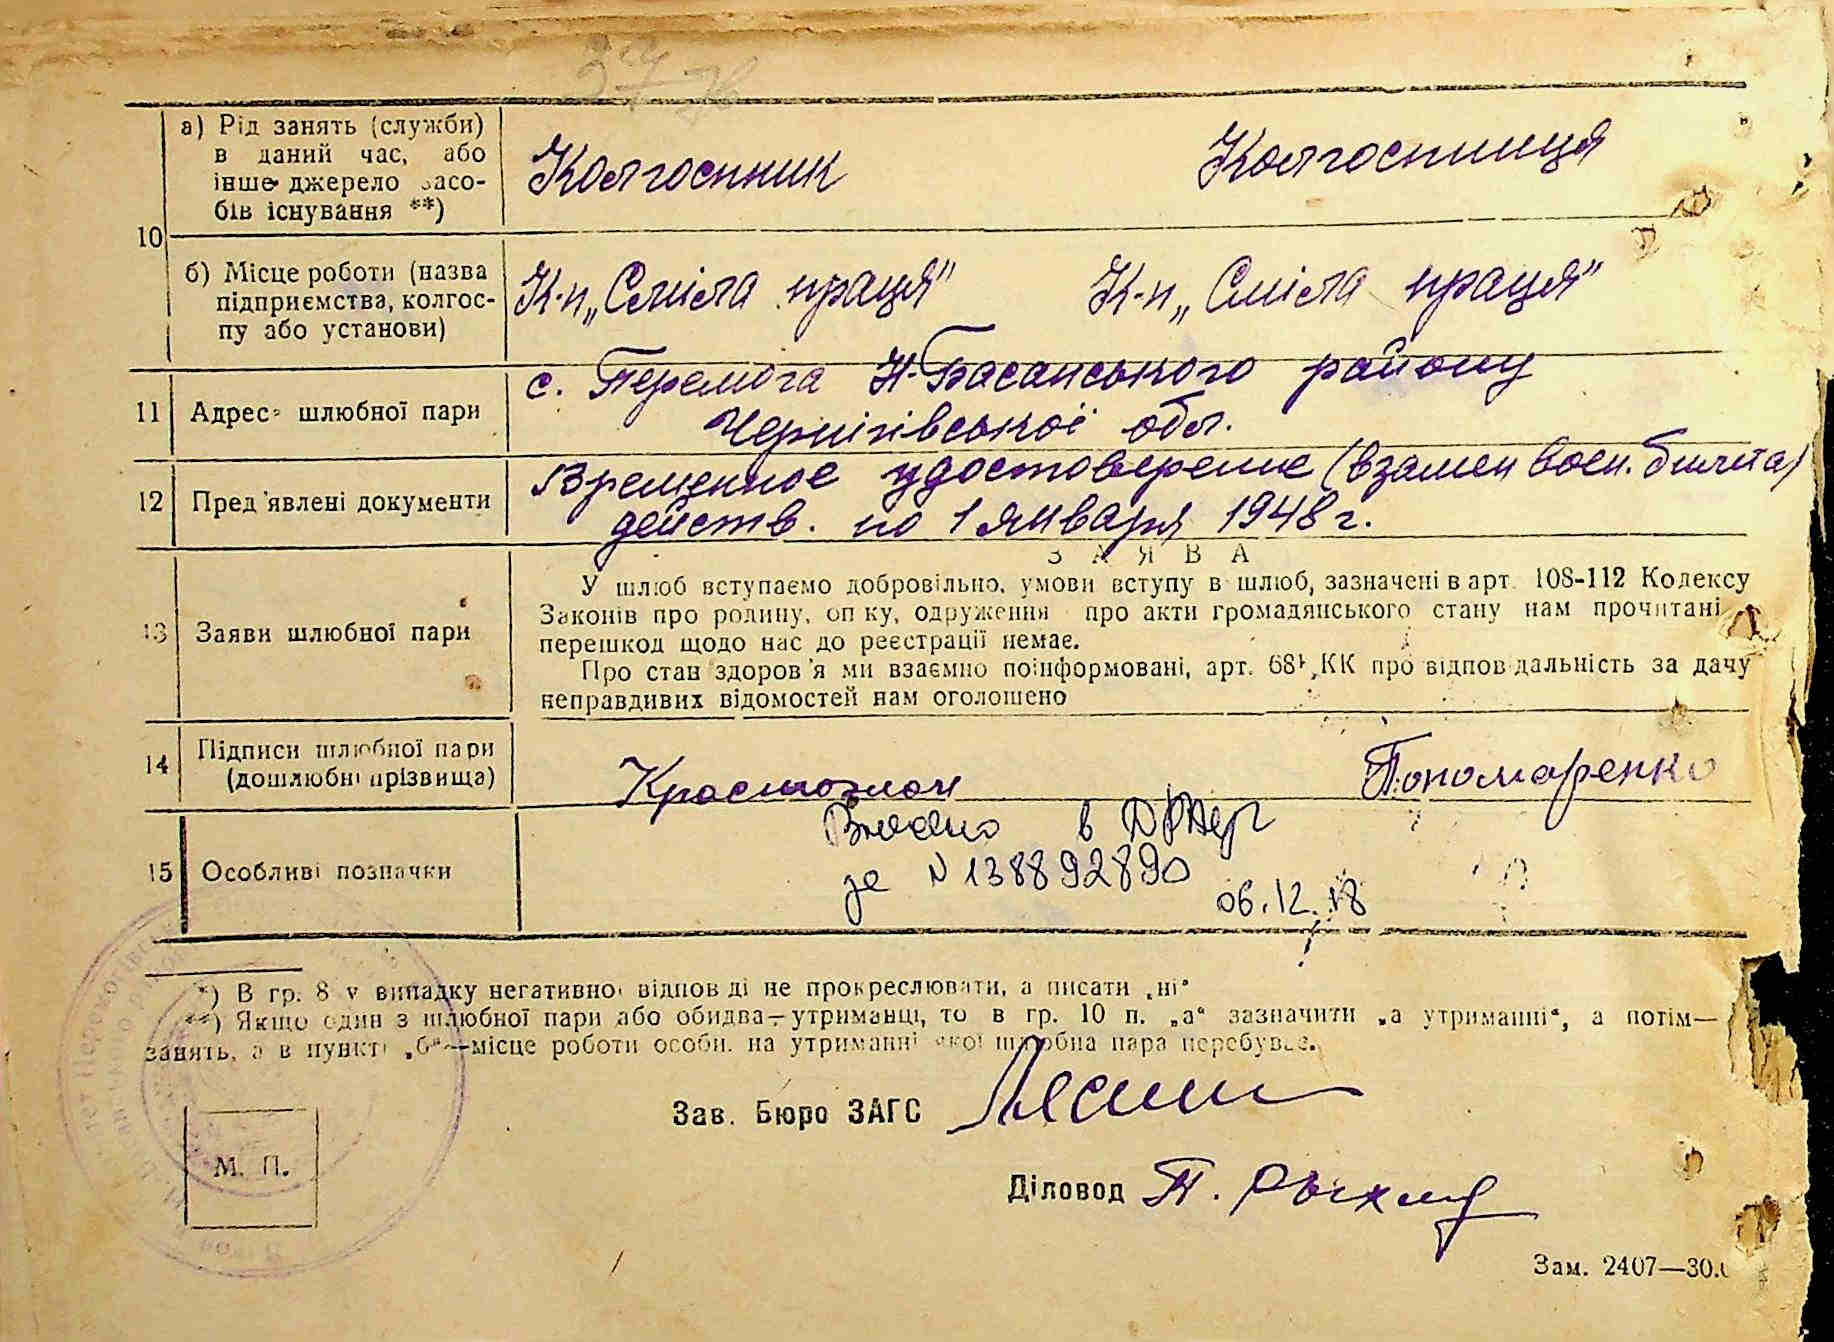 а) Рід занять (служби)
в даний час, або
інше джерело засо-
бів існування **)
Колгоспник Колгоспниця
10
б) Місце роботи (назва
підприємства, колгос-
пу або установи)
К-п „Сміла праця" К-п „Сміла праця"
11 Адреса шлюбної пари
с. Перемога Н-Басанського району
Чернігівської обл.
12 Пред'явлені документи
Временное удостоверение (взамен воен. билета)
действ. по 1 января 1948 г.
ЗАЯВА
13 Заяви шлюбної пари
У шлюб вступаємо добровільно, умови вступу в шлюб, зазначені в арт. 108-112 Кодексу
Законів про родину, опіку, одруження про акти громадянського стану нам прочитані
перешкод щодо нас до реєстрації немає.
Про стан здоров'я ми взаємно поінформовані, арт. 68¹ КК про відповідальність за дачу
неправдивих відомостей нам оголошено
14 Підписи шлюбної пари
(дошлюбні прізвища)
Пономаренко
15 Особливі позначки
Внесено в ДРАЦС
за N 138892890
06.12.18
*) В гр. 8 у випадку негативної відповіді не прокреслювати, а писати „ні"
**) Якщо один з шлюбної пари або обидва—утриманці, то в гр. 10 п. „а" зазначити „а утриманні", а потім—
занять, а в пункті „б"—місце роботи особи, на утриманні якої шлюбна пара перебуває.
Зав. Бюро ЗАГС
М. П.
Діловод
Зам. 2407—30.